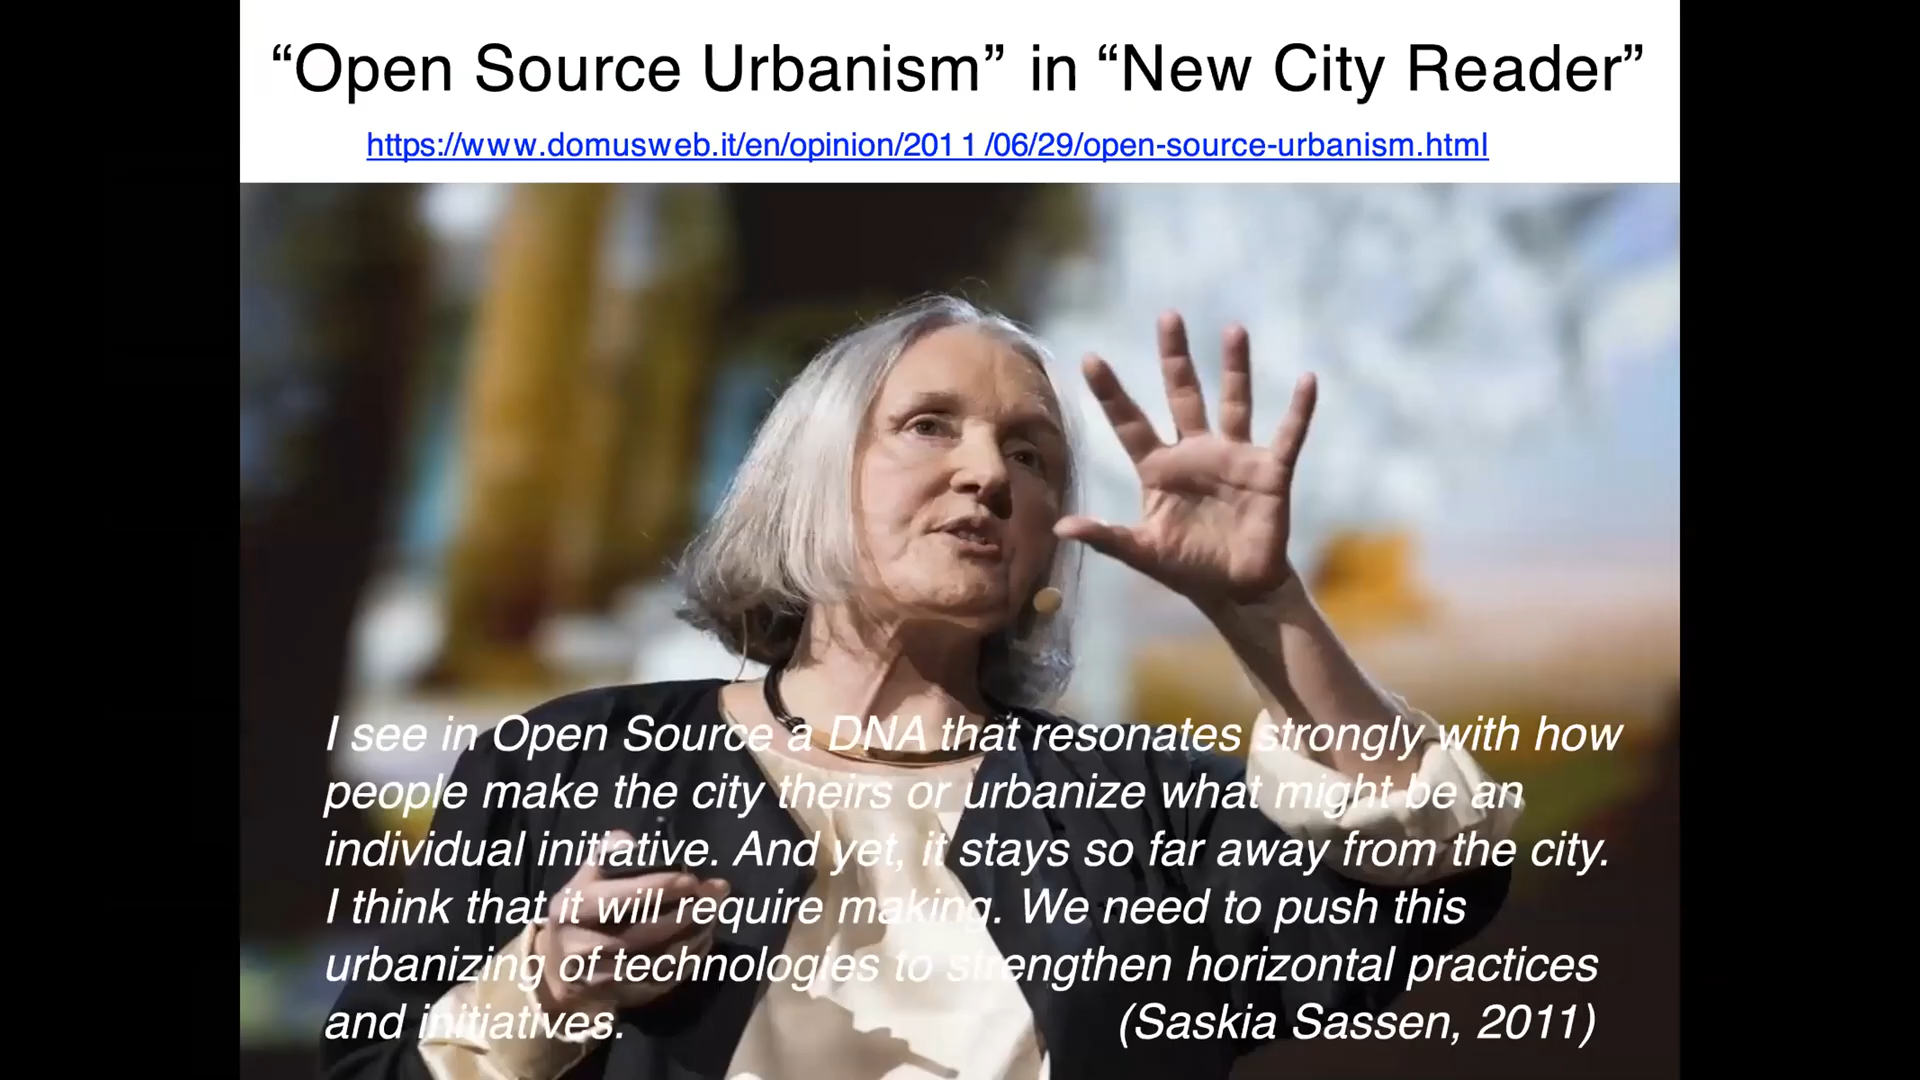 “Open Source Urbanism” in “New City Reader”
https://www.domusweb.it/en/opinion/2011/06/29/open-source-urbanism.html
I see in Open Source a DNA that resonates strongly with how
people make the city theirs or urbanize what might be an
individual initiative. And yet, it stays so far away from the city.
I think that it will require making. We need to push this
urbanizing of technologies to strengthen horizontal practices
and initiatives. (Saskia Sassen, 2011)